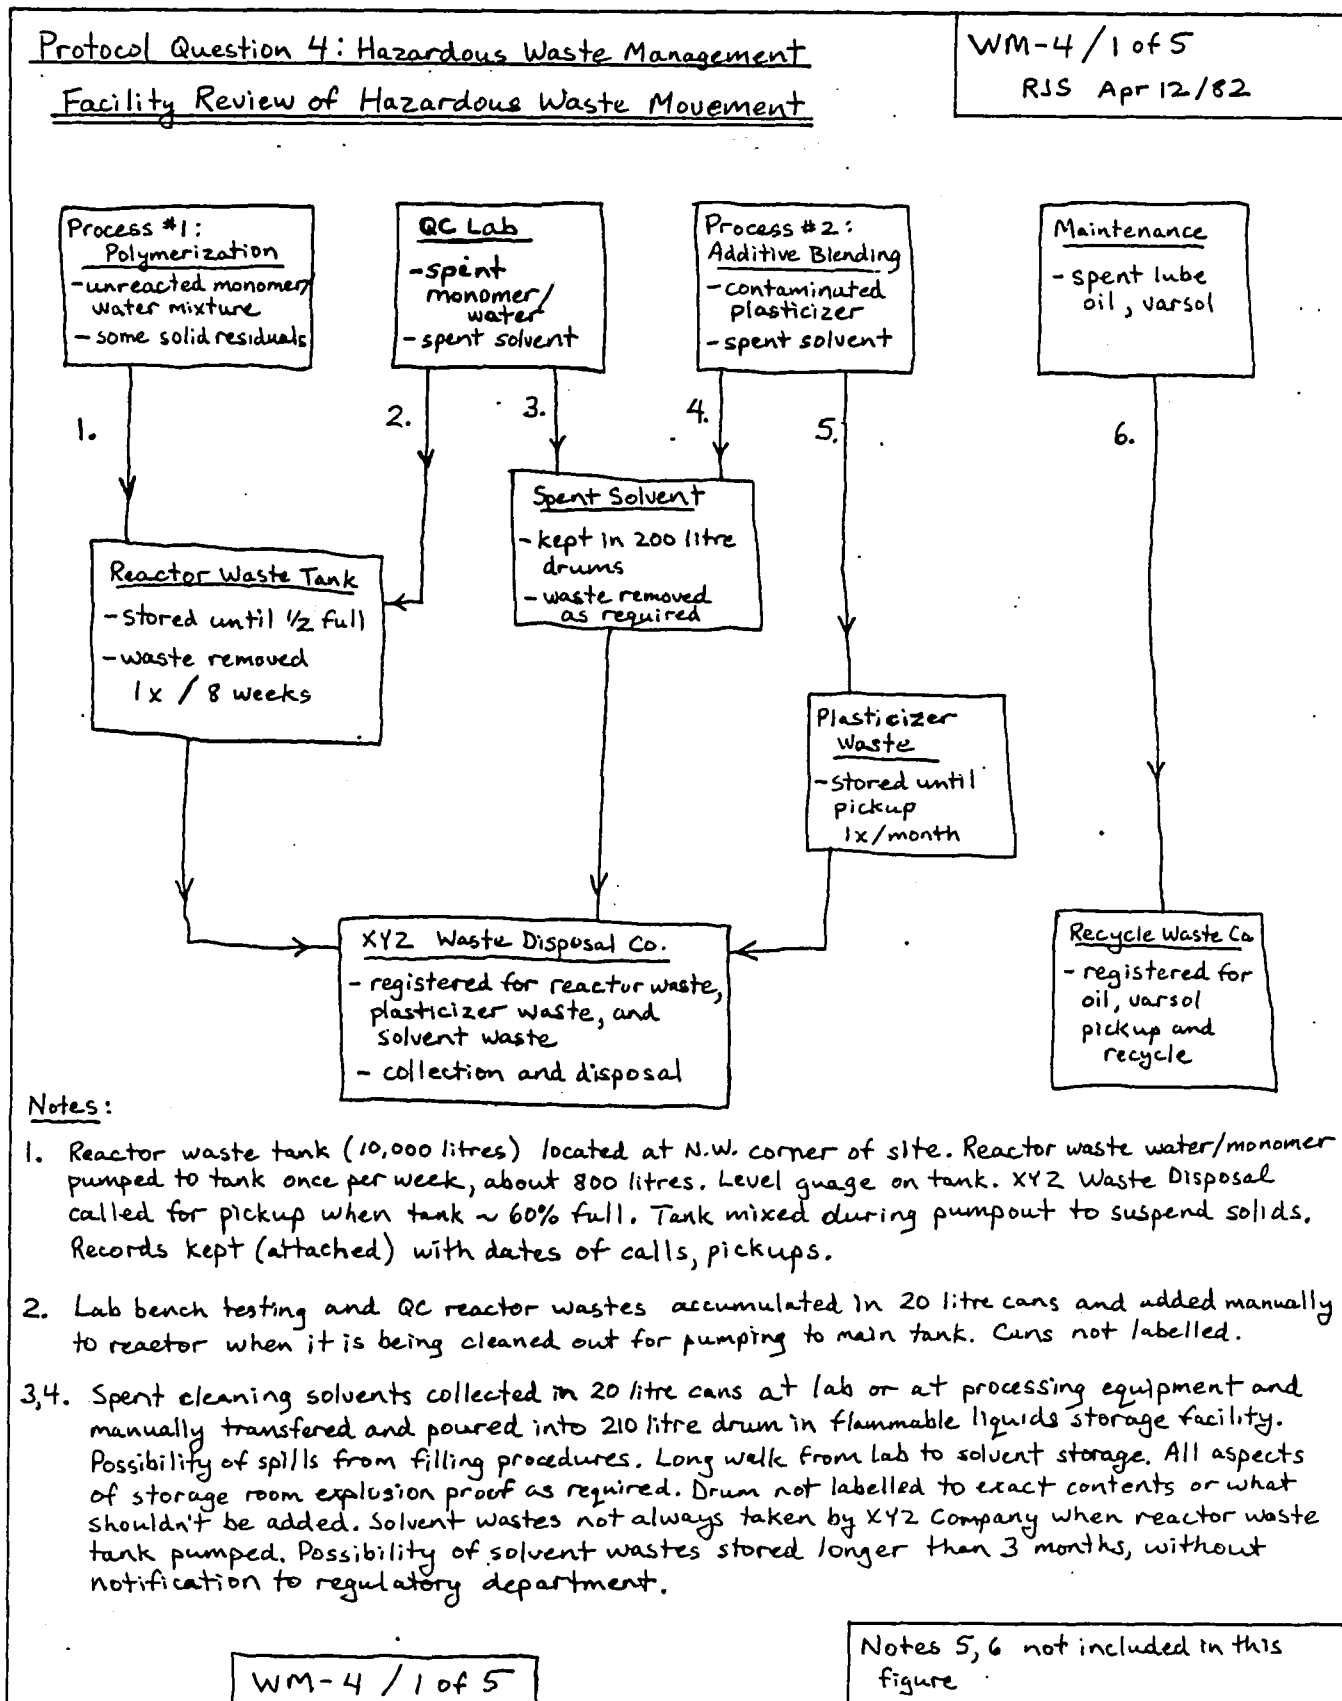 Protocol Question 4: Hazardous Waste Management
Facility Review of Hazardous Waste Movement
WM-4/1 of 5
RJS Apr 12/82
Process #1:
Polymerization
-unreacted monomer/
water mixture
-some solid residuals
QC Lab
-spent
monomer/
water
-spent solvent
Process #2:
Additive Blending
-contaminated
plasticizer
-spent solvent
Maintenance
- spent lube
oil, varsol
1.
2.
3.
4.
5.
6.
Reactor Waste Tank
-stored until 1/2 full
-waste removed
1x / 8 weeks
Spent Solvent
-kept in 200 litre
drums
-waste removed
as required
Plasticizer
Waste
-stored until
pickup
1x/month
XYZ Waste Disposal Co.
- registered for reactor waste,
plasticizer waste, and
solvent waste
- collection and disposal
Recycle Waste Co
- registered for
oil, varsol
pickup and
recycle
Notes:
1. Reactor waste tank (10,000 litres) located at N.W. corner of site. Reactor waste water/monomer
pumped to tank once per week, about 800 litres. Level guage on tank. XYZ Waste Disposal
called for pickup when tank ~ 60% full. Tank mixed during pumpout to suspend solids.
Records kept (attached) with dates of calls, pickups.
2. Lab bench testing and QC reactor wastes accumulated in 20 litre cans and added manually
to reactor when it is being cleaned out for pumping to main tank. Cans not labelled.
3,4. Spent cleaning solvents collected in 20 litre cans at lab or at processing equipment and
manually transfered and poured into 210 litre drum in flammable liquids storage facility.
Possibility of spills from filling procedures. Long walk from lab to solvent storage. All aspects
of storage room explosion proof as required. Drum not labelled to exact contents or what
shouldn't be added. Solvent wastes not always taken by XYZ Company when reactor waste
tank pumped. Possibility of solvent wastes stored longer than 3 months, without
notification to regulatory department.
WM-4 /1 of 5
Notes 5,6 not included in this
figure